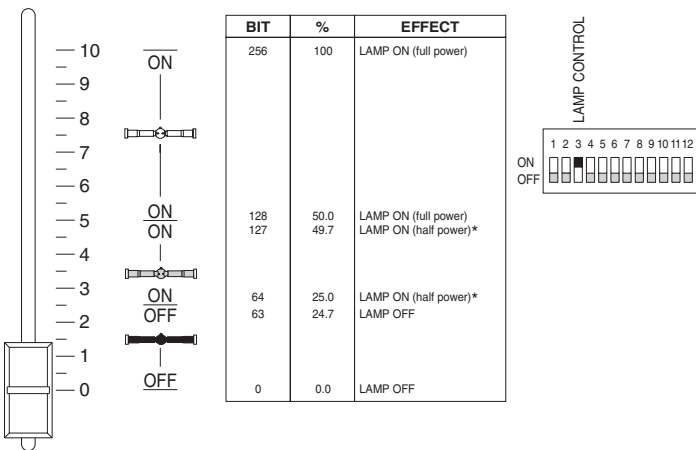 10
9
8
7
6
5
4
3
2
1
0
ON
ON
ON
ON
OFF
OFF
BIT % EFFECT
256 100 LAMP ON (full power)
128 50.0 LAMP ON (full power)
127 49.7 LAMP ON (half power)*
64 25.0 LAMP ON (half power)*
63 24.7 LAMP OFF
0 0.0 LAMP OFF
LAMP CONTROL
1 2 3 4 5 6 7 8 9 10 11 12
ON
OFF